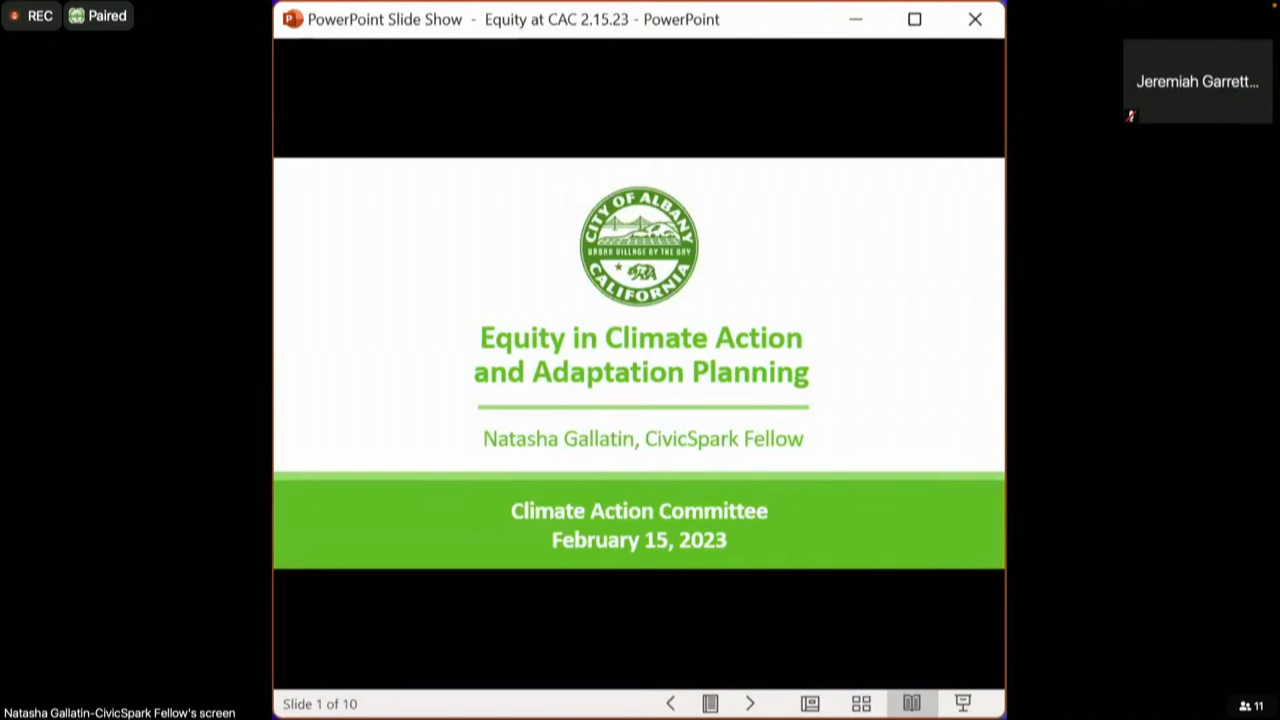 REC
Paired
PowerPoint Slide Show - Equity at CAC 2.15.23 - PowerPoint
Jeremiah Garrett...
CITY OF ALBANY
URBAN VILLAGE BY THE BAY
CALIFORNIA
Equity in Climate Action
and Adaptation Planning
Natasha Gallatin, CivicSpark Fellow
Climate Action Committee
February 15, 2023
Slide 1 of 10
Natasha Gallatin-CivicSpark Fellow's screen
11